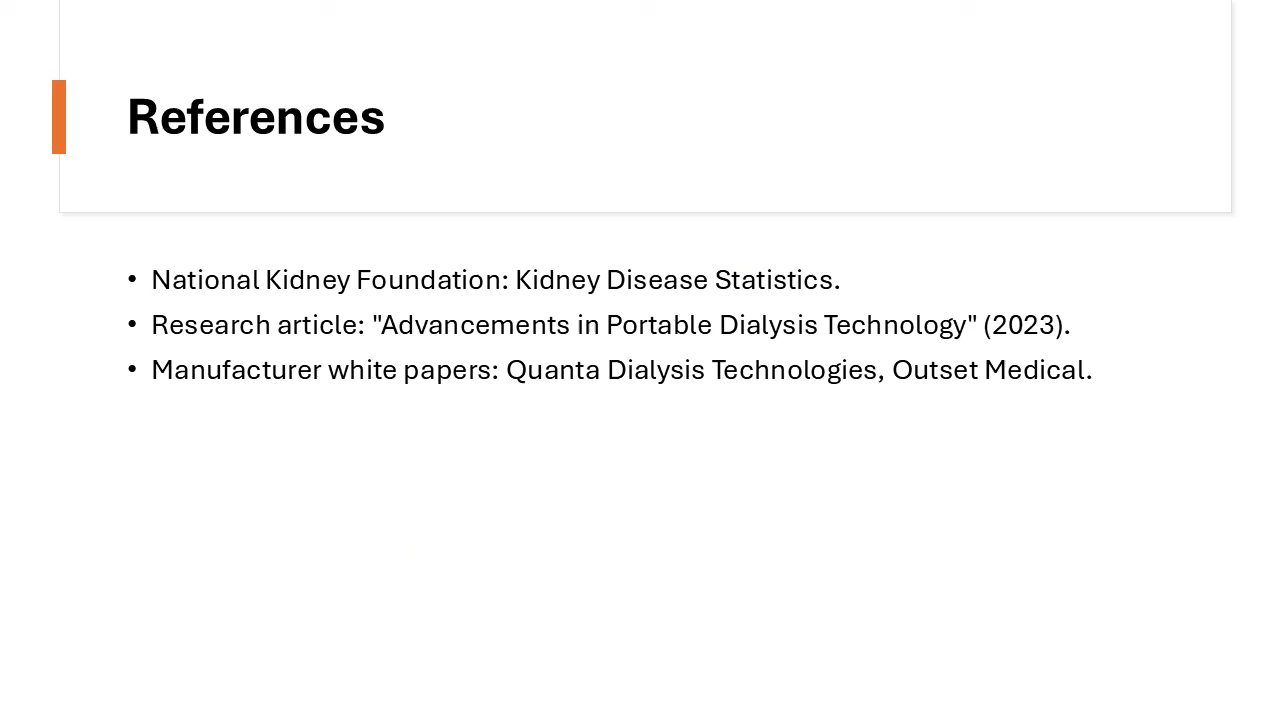 References
• National Kidney Foundation: Kidney Disease Statistics.
• Research article: "Advancements in Portable Dialysis Technology" (2023).
• Manufacturer white papers: Quanta Dialysis Technologies, Outset Medical.